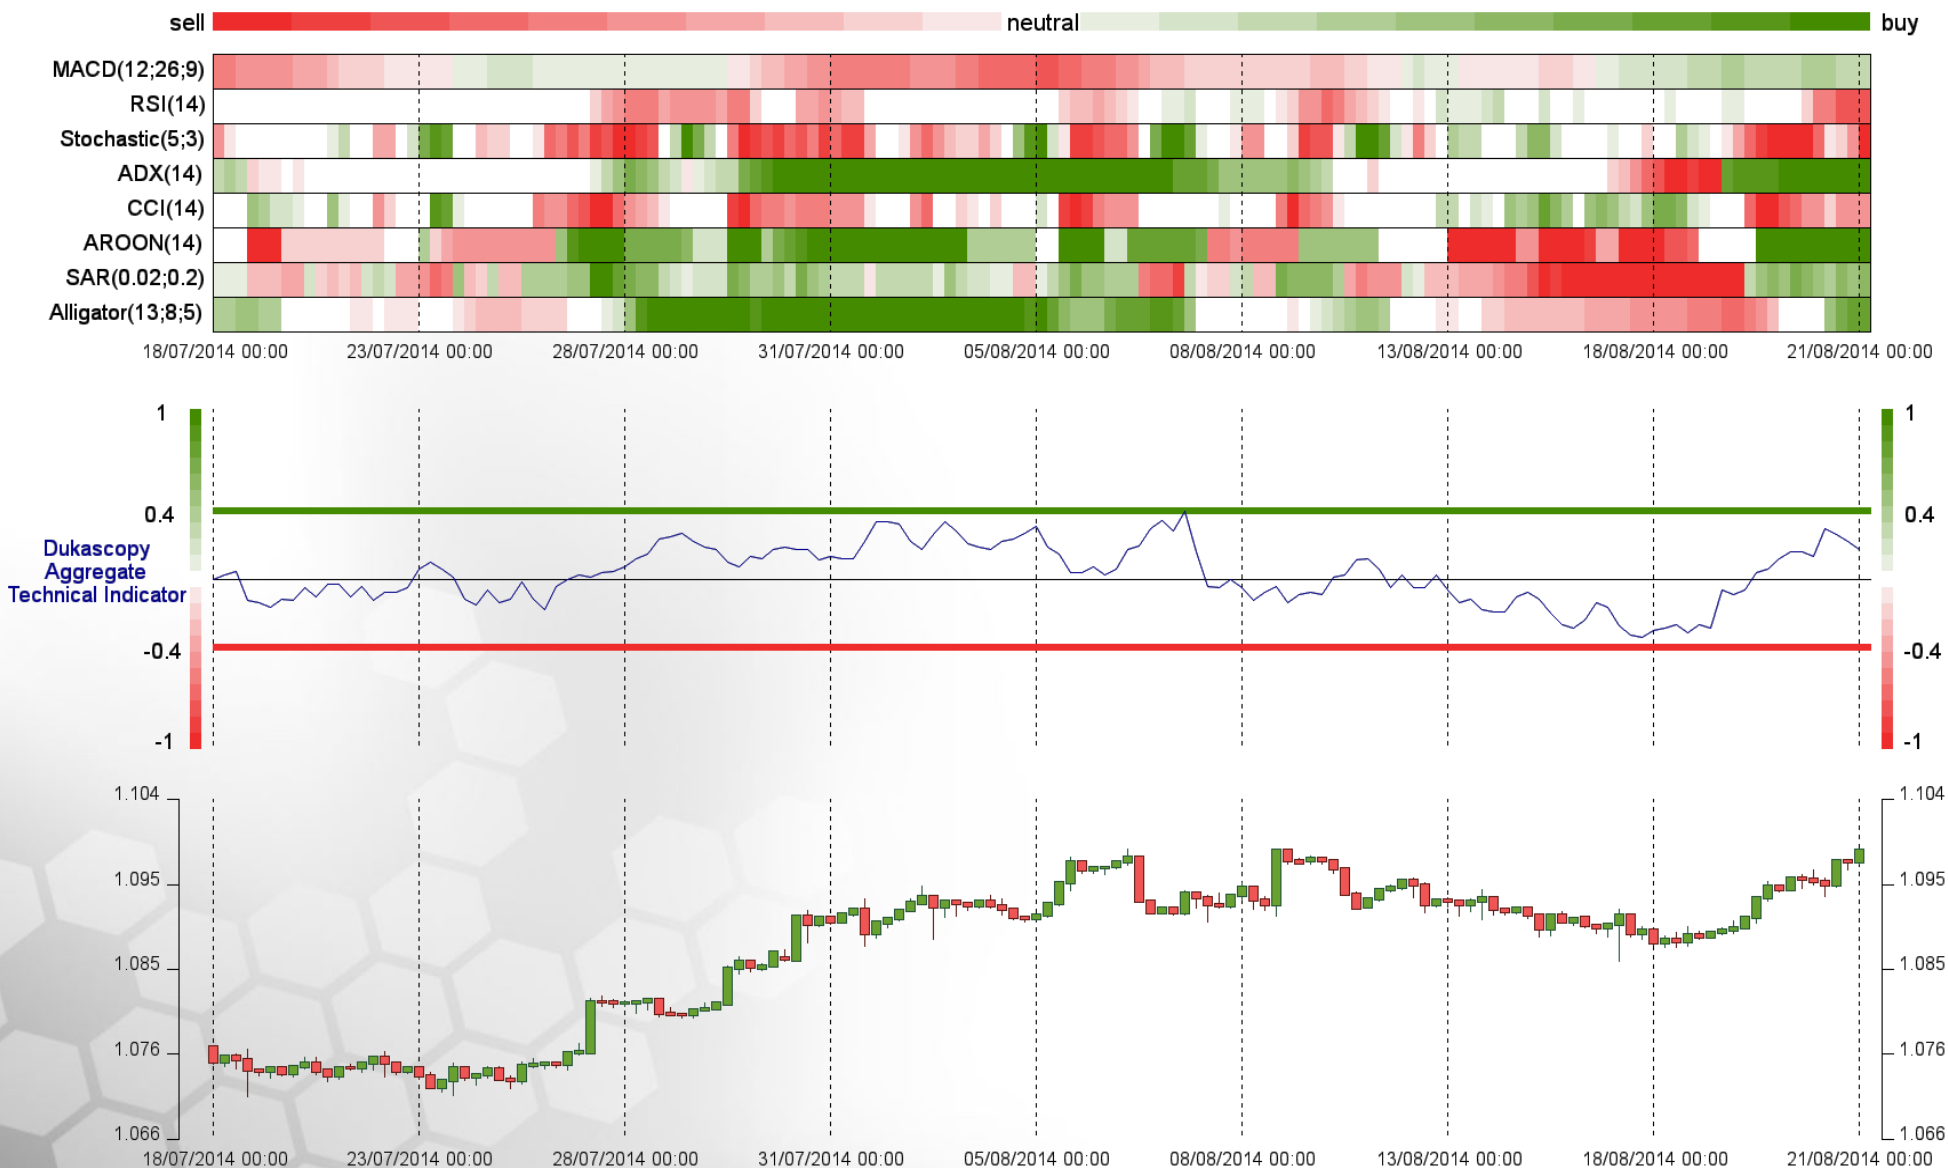 sell neutral buy
MACD(12;26;9)
RSI(14)
Stochastic(5;3)
ADX(14)
CCI(14)
AROON(14)
SAR(0.02;0.2)
Alligator(13;8;5)
18/07/2014 00:00 23/07/2014 00:00 28/07/2014 00:00 31/07/2014 00:00 05/08/2014 00:00 08/08/2014 00:00 13/08/2014 00:00 18/08/2014 00:00 21/08/2014 00:00
1 1
0.4 0.4
Dukascopy
Aggregate
Technical Indicator
-0.4 -0.4
-1 -1
1.104 1.104
1.095 1.095
1.085 1.085
1.076 1.076
1.066 1.066
18/07/2014 00:00 23/07/2014 00:00 28/07/2014 00:00 31/07/2014 00:00 05/08/2014 00:00 08/08/2014 00:00 13/08/2014 00:00 18/08/2014 00:00 21/08/2014 00:00